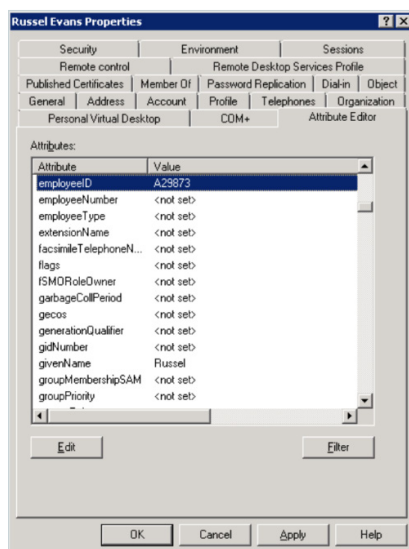 Russel Evans Properties
Security Environment Sessions
Remote control Remote Desktop Services Profile
Published Certificates Member Of Password Replication Dial-in Object
General Address Account Profile Telephones Organization
Personal Virtual Desktop COM+ Attribute Editor
Attributes:
Attribute Value
employeeID A29873
employeeNumber <not set>
employeeType <not set>
extensionName <not set>
facsimileTelephoneN... <not set>
flags <not set>
fSMORoleOwner <not set>
garbageCollPeriod <not set>
gecos <not set>
generationQualifier <not set>
gidNumber <not set>
givenName Russel
groupMembershipSAM <not set>
groupPriority <not set>
Edit Filter
OK Cancel Apply Help